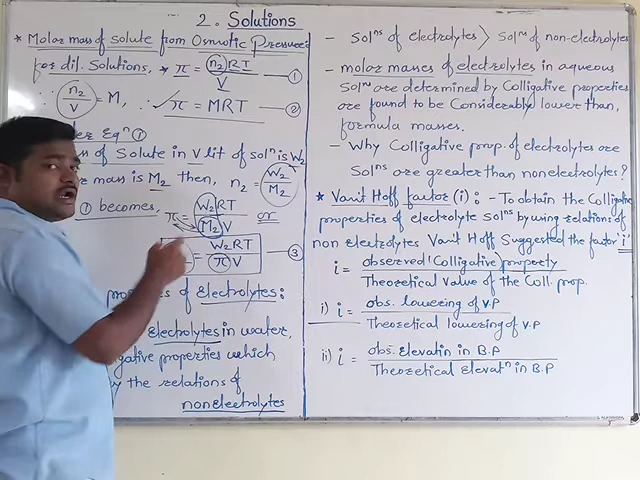 2. Solutions
* Molar mass of solute from Osmotic Pressure:
for dil. Solutions, * π = n₂RT / V — ①
∵ n₂/V = M, ∴ π = MRT — ②
Eqⁿ ①
of Solute in V lit of solⁿ is W₂
mass is M₂ then, n₂ = W₂/M₂
① becomes, π = W₂RT / M₂V or
= W₂RT / πV — ③
properties of Electrolytes:
Electrolytes in water,
properties which
the relations of
nonelectrolytes
- Solⁿˢ of electrolytes > Solⁿˢ of non-electrolytes
- molar masses of electrolytes in aqueous
Solⁿˢ are determined by Colligative properties
are found to be Considerably lower than,
formula masses.
- Why Colligative prop. of electrolytes are
Solⁿˢ are greater than nonelectrolytes?
* Van't Hoff factor (i) : - To obtain the Colligative
properties of electrolyte Solⁿˢ by using relation of
non electrolytes Van't Hoff Suggested the factor 'i'
i = observed (Colligative) property / Theoretical value of the Coll. prop.
i) i = obs. lowering of V.P / Theoretical lowering of V.P
ii) i = obs. Elevatin in B.P / Theoretical Elevatⁿ in B.P